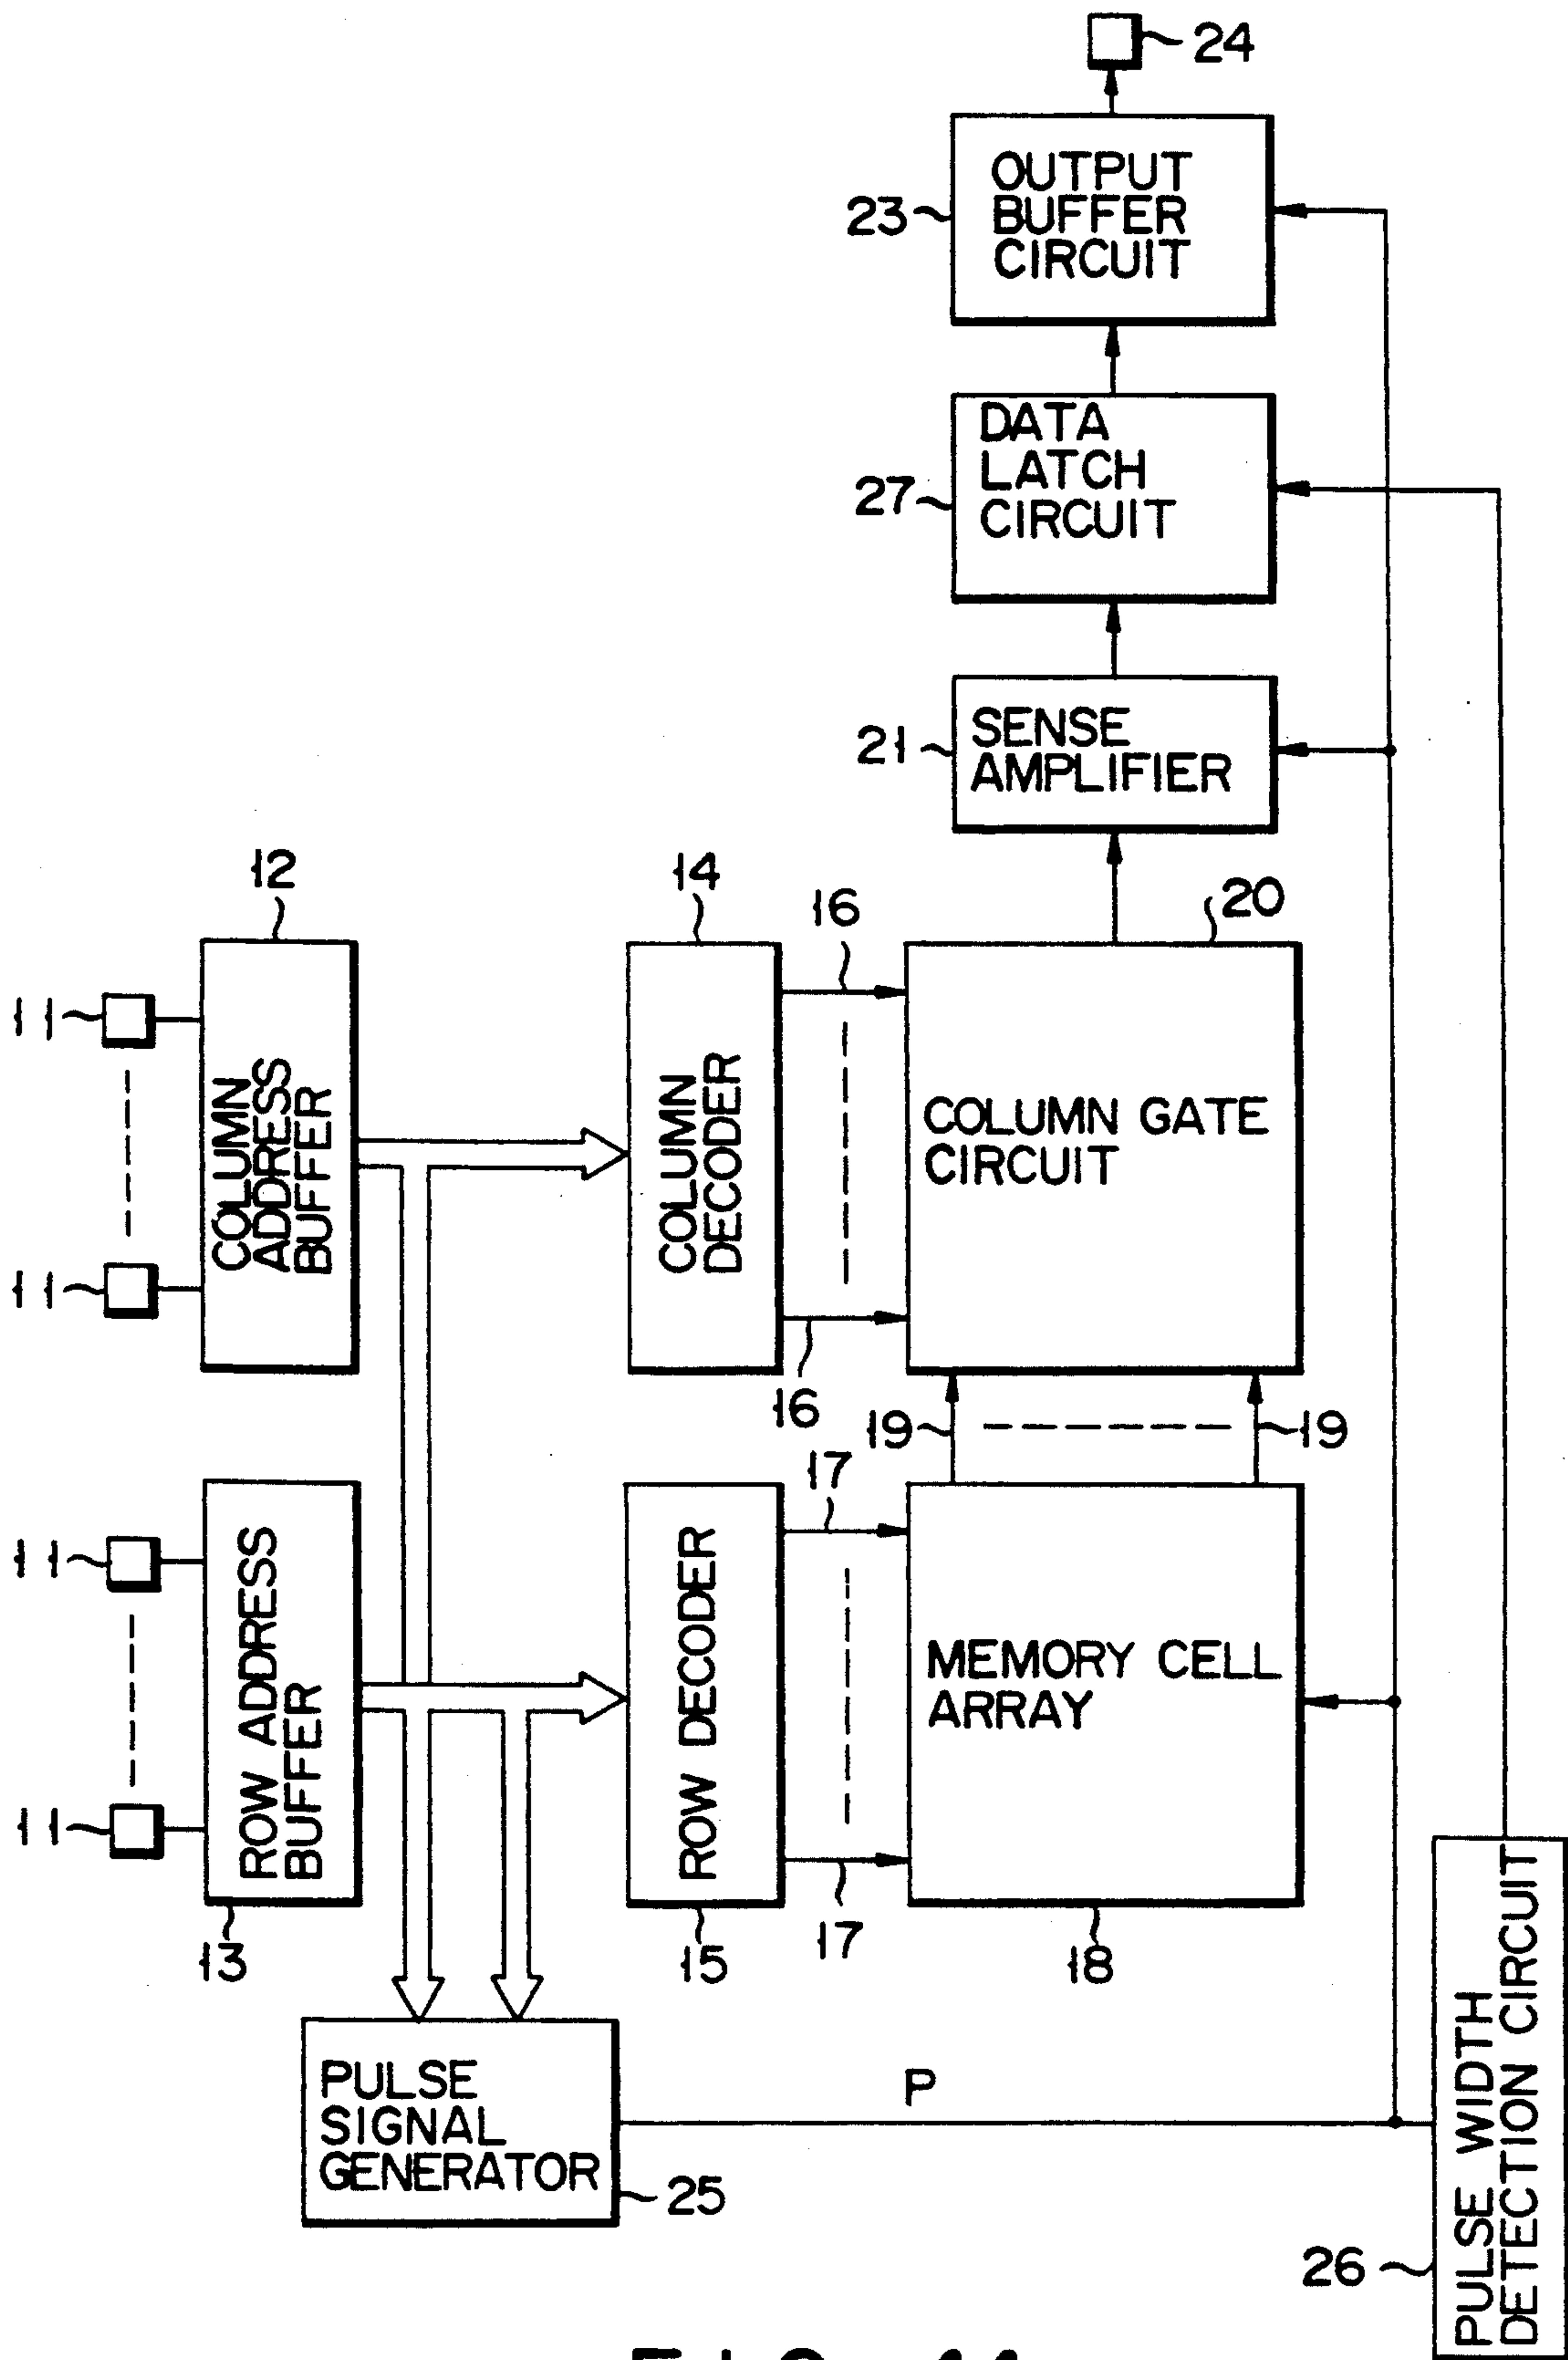 24
OUTPUT
BUFFER
CIRCUIT
23
DATA
LATCH
CIRCUIT
27
SENSE
AMPLIFIER
21
12
14
16
20
11
COLUMN
ADDRESS
BUFFER
COLUMN
DECODER
COLUMN GATE
CIRCUIT
11
16
19
19
17
11
ROW ADDRESS
BUFFER
ROW DECODER
MEMORY CELL
ARRAY
11
13
15
17
18
PULSE
SIGNAL
GENERATOR
25
P
PULSE WIDTH
DETECTION CIRCUIT
26